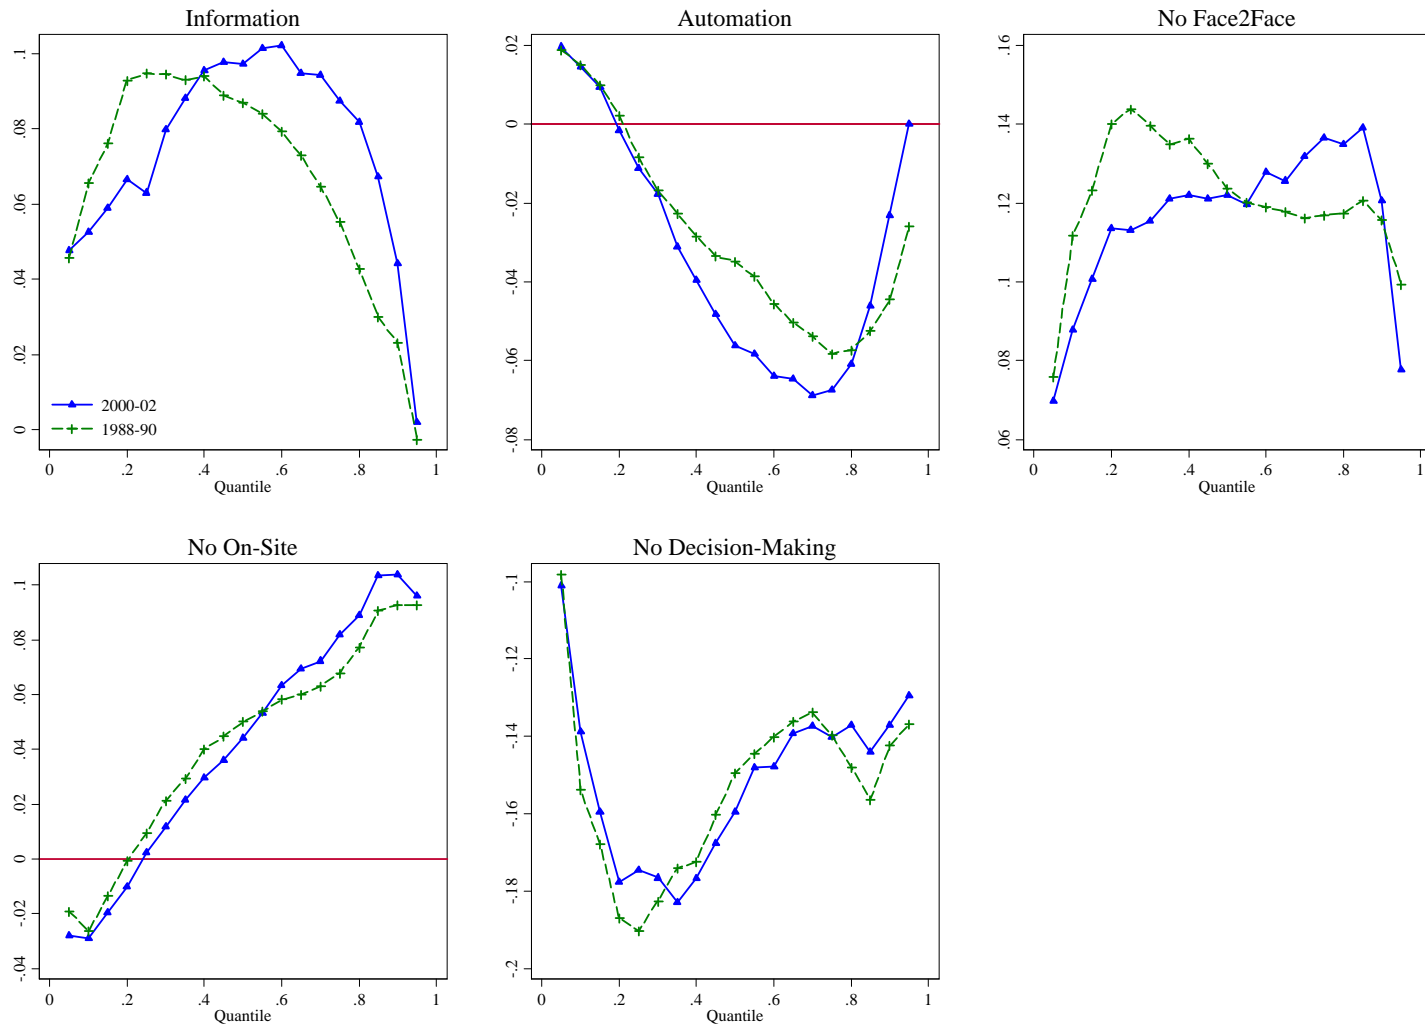 Information
.1
.08
.06
.04
.02
0
2000-02
1988-90
0 .2 .4 .6 .8 1
Quantile
Automation
.02
0
-.02
-.04
-.06
-.08
0 .2 .4 .6 .8 1
Quantile
No Face2Face
.16
.14
.12
.1
.08
.06
0 .2 .4 .6 .8 1
Quantile
No On-Site
.1
.08
.06
.04
.02
0
-.02
-.04
0 .2 .4 .6 .8 1
Quantile
No Decision-Making
-.1
-.12
-.14
-.16
-.18
-.2
0 .2 .4 .6 .8 1
Quantile